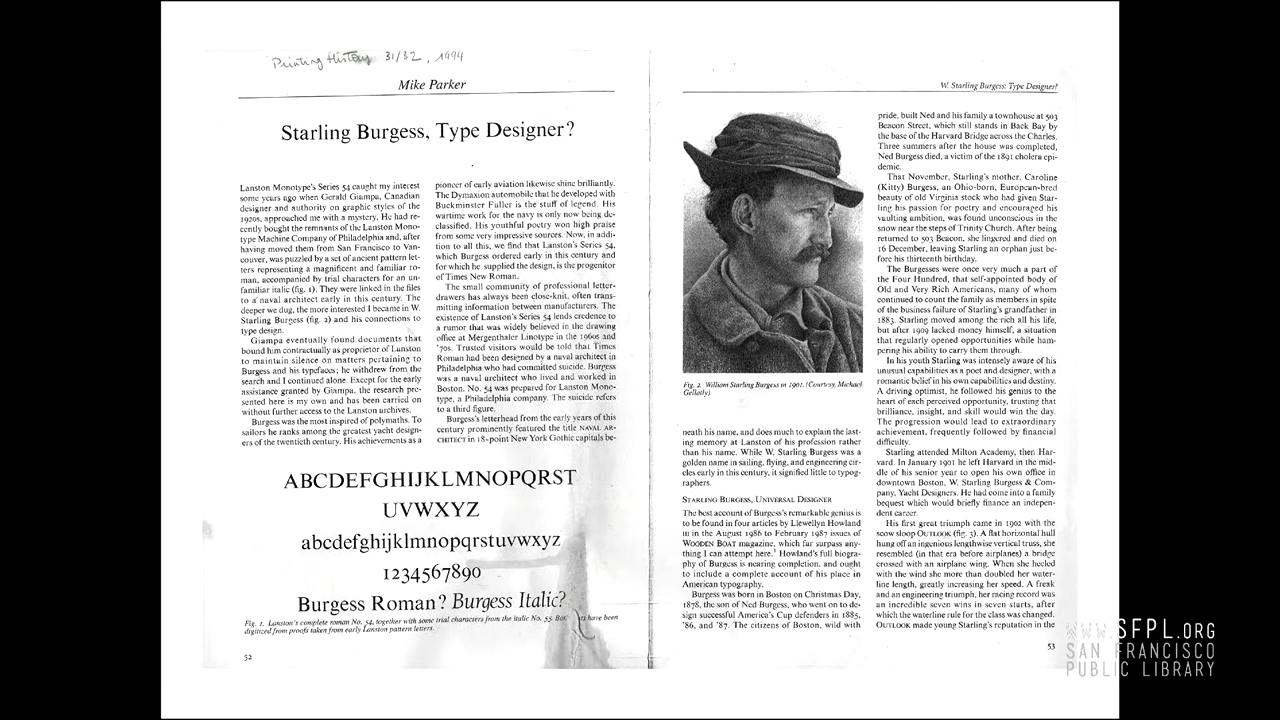 Printing History 31/32, 1994
Mike Parker
Starling Burgess, Type Designer?
Lanston Monotype's Series 54 caught my interest
some years ago when Gerald Giampa, Canadian
designer and authority on graphic styles of the
1920s, approached me with a mystery. He had re-
cently bought the remnants of the Lanston Mono-
type Machine Company of Philadelphia and, after
having moved them from San Francisco to Van-
couver, was puzzled by a set of ancient pattern let-
ters representing a magnificent and familiar ro-
man, accompanied by trial characters for an un-
familiar italic (fig. 1). They were linked in the files
to a naval architect early in this century. The
deeper we dug, the more interested I became in W.
Starling Burgess (fig. 2) and his connections to
type design.
Giampa eventually found documents that
bound him contractually as proprietor of Lanston
to maintain silence on matters pertaining to
Burgess and his typefaces; he withdrew from the
search and I continued alone. Except for the early
assistance granted by Giampa, the research pre-
sented here is my own and has been carried on
without further access to the Lanston archives.
Burgess was the most inspired of polymaths. To
sailors he ranks among the greatest yacht design-
ers of the twentieth century. His achievements as a
pioneer of early aviation likewise shine brilliantly.
The Dymaxion automobile that he developed with
Buckminster Fuller is the stuff of legend. His
wartime work for the navy is only now being de-
classified. His youthful poetry won high praise
from some very impressive sources. Now, in addi-
tion to all this, we find that Lanston's Series 54,
which Burgess ordered early in this century and
for which he supplied the design, is the progenitor
of Times New Roman.
The small community of professional letter-
drawers has always been close-knit, often trans-
mitting information between manufacturers. The
existence of Lanston's Series 54 lends credence to
a rumor that was widely believed in the drawing
office at Mergenthaler Linotype in the 1960s and
'70s. Trusted visitors would be told that Times
Roman had been designed by a naval architect in
Philadelphia who had committed suicide. Burgess
was a naval architect who lived and worked in
Boston. No. 54 was prepared for Lanston Mono-
type, a Philadelphia company. The suicide refers
to a third figure.
Burgess's letterhead from the early years of this
century prominently featured the title NAVAL AR-
CHITECT in 18-point New York Gothic capitals be-
ABCDEFGHIJKLMNOPQRST
UVWXYZ
abcdefghijklmnopqrstuvwxyz
1234567890
Burgess Roman? Burgess Italic?
Fig. 1. Lanston's complete roman No. 54, together with some trial characters from the italic No. 55. have been
digitized from proofs taken from early Lanston pattern letters.
52
W. Starling Burgess: Type Designer?
Fig. 2. William Starling Burgess in 1901. (Courtesy, Michael
Gellatly).
neath his name, and does much to explain the last-
ing memory at Lanston of his profession rather
than his name. While W. Starling Burgess was a
golden name in sailing, flying, and engineering cir-
cles early in this century, it signified little to typog-
raphers.
STARLING BURGESS, UNIVERSAL DESIGNER
The best account of Burgess's remarkable genius is
to be found in four articles by Llewellyn Howland
III in the August 1986 to February 1987 issues of
WOODEN BOAT magazine, which far surpass any-
thing I can attempt here.¹ Howland's full biogra-
phy of Burgess is nearing completion, and ought
to include a complete account of his place in
American typography.
Burgess was born in Boston on Christmas Day,
1878, the son of Ned Burgess, who went on to de-
sign successful America's Cup defenders in 1885,
'86, and '87. The citizens of Boston, wild with
pride, built Ned and his family a townhouse at 503
Beacon Street, which still stands in Back Bay by
the base of the Harvard Bridge across the Charles.
Three summers after the house was completed,
Ned Burgess died, a victim of the 1891 cholera epi-
demic.
That November, Starling's mother, Caroline
(Kitty) Burgess, an Ohio-born, European-bred
beauty of old Virginia stock who had given Star-
ling his passion for poetry and encouraged his
vaulting ambition, was found unconscious in the
snow near the steps of Trinity Church. After being
returned to 503 Beacon, she lingered and died on
16 December, leaving Starling an orphan just be-
fore his thirteenth birthday.
The Burgesses were once very much a part of
the Four Hundred, that self-appointed body of
Old and Very Rich Americans, many of whom
continued to count the family as members in spite
of the business failure of Starling's grandfather in
1883. Starling moved among the rich all his life,
but after 1909 lacked money himself, a situation
that regularly opened opportunities while ham-
pering his ability to carry them through.
In his youth Starling was intensely aware of his
unusual capabilities as a poet and designer, with a
romantic belief in his own capabilities and destiny.
A driving optimist, he followed his genius to the
heart of each perceived opportunity, trusting that
brilliance, insight, and skill would win the day.
The progression would lead to extraordinary
achievement, frequently followed by financial
difficulty.
Starling attended Milton Academy, then Har-
vard. In January 1901 he left Harvard in the mid-
dle of his senior year to open his own office in
downtown Boston, W. Starling Burgess & Com-
pany, Yacht Designers. He had come into a family
bequest which would briefly finance an indepen-
dent career.
His first great triumph came in 1902 with the
scow sloop OUTLOOK (fig. 3). A flat horizontal hull
hung off an ingenious lengthwise vertical truss, she
resembled (in that era before airplanes) a bridge
crossed with an airplane wing. When she heeled
with the wind she more than doubled her water-
line length, greatly increasing her speed. A freak
and an engineering triumph, her racing record was
an incredible seven wins in seven starts, after
which the waterline rule for the class was changed.
OUTLOOK made young Starling's reputation in the
53
WWW.SFPL.ORG
SAN FRANCISCO
PUBLIC LIBRARY